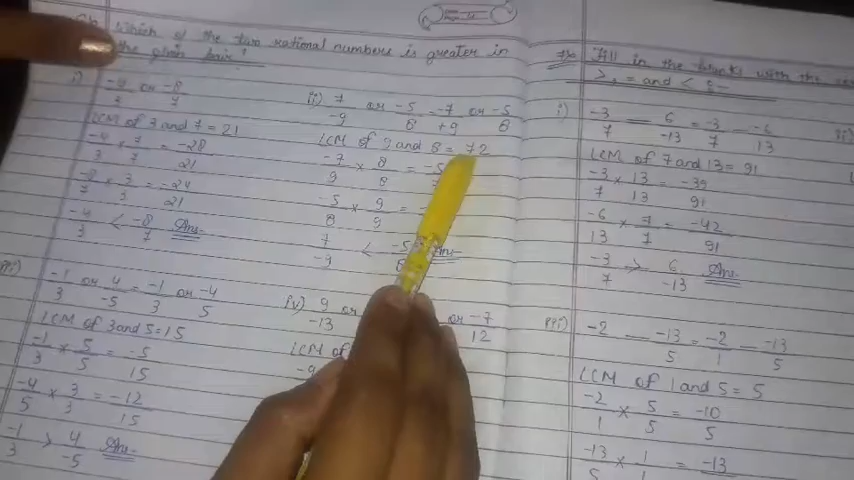 Which of the two rational numbers is greater in
the given pair?
i) -4/3 or -8/7
LCM of 3 and 7 = 21
-4/3 × 7/7 = -28/21
-8/7 × 3/3 = -24/21
-4/3 < -8/7 Ans-
ii) 7/-9 or -5/8 = -7/+9 or -5/8
LCM of 9 and 8 = 72
-7/9 × 8/8 = -5
-5/8 × 9/9 =
7/-9 < -5 Ans-
iii) -1/3 or 4/-5 = -1/3 or -4/5
LCM of 3 and 5 = 15
-1/3 × 5/5 = -5/15
-4/5 × 3/3 = -12/15
-1/3 > 4/-5 Ans-
iv) 9/-13 or or -7/12
LCM of
-9
Fill in the blanks with the
>, = and < :-
i) -3/7 — 6/-13 = -3/7 — -6/13
LCM of 7 and 13 = 91
-3/7 × 13/13 = -39/91
-6/13 × 7/7 = -42/91
-3/7 > 6/-13 Ans-
ii) -2 — -13/5 = -2/1 — -13/5
LCM of 1 and 5 = 5
-2/1 × 5/5 = -10/5
-13/5 × 1/1 = -13